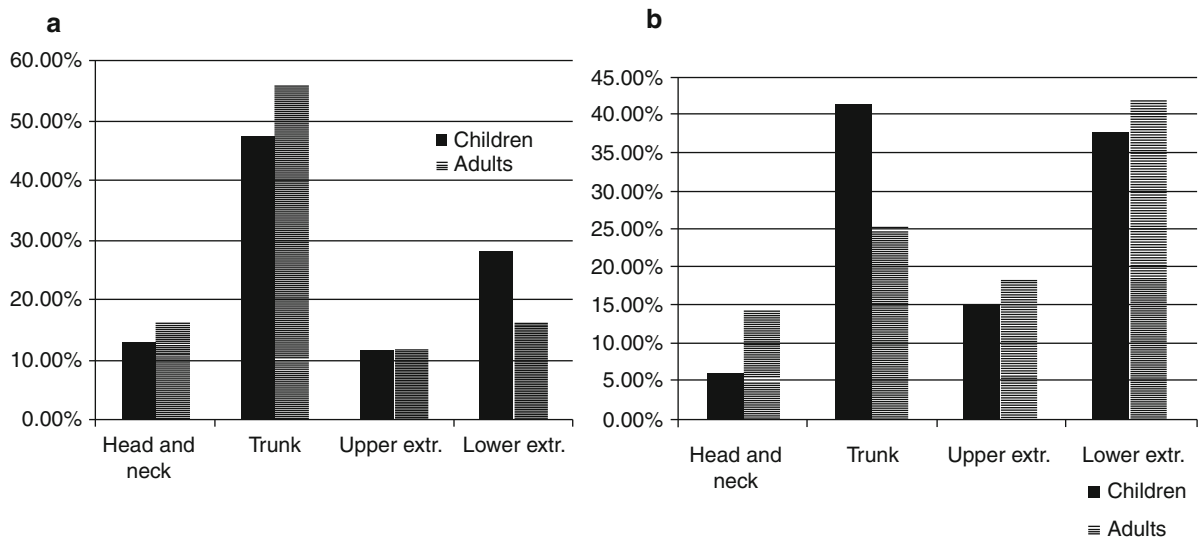 a
60.00%
50.00%
40.00%
30.00%
20.00%
10.00%
0.00%
Children
Adults
Head and
neck
Trunk
Upper extr.
Lower extr.
b
45.00%
40.00%
35.00%
30.00%
25.00%
20.00%
15.00%
10.00%
5.00%
0.00%
Head and
neck
Trunk
Upper extr.
Lower extr.
Children
Adults